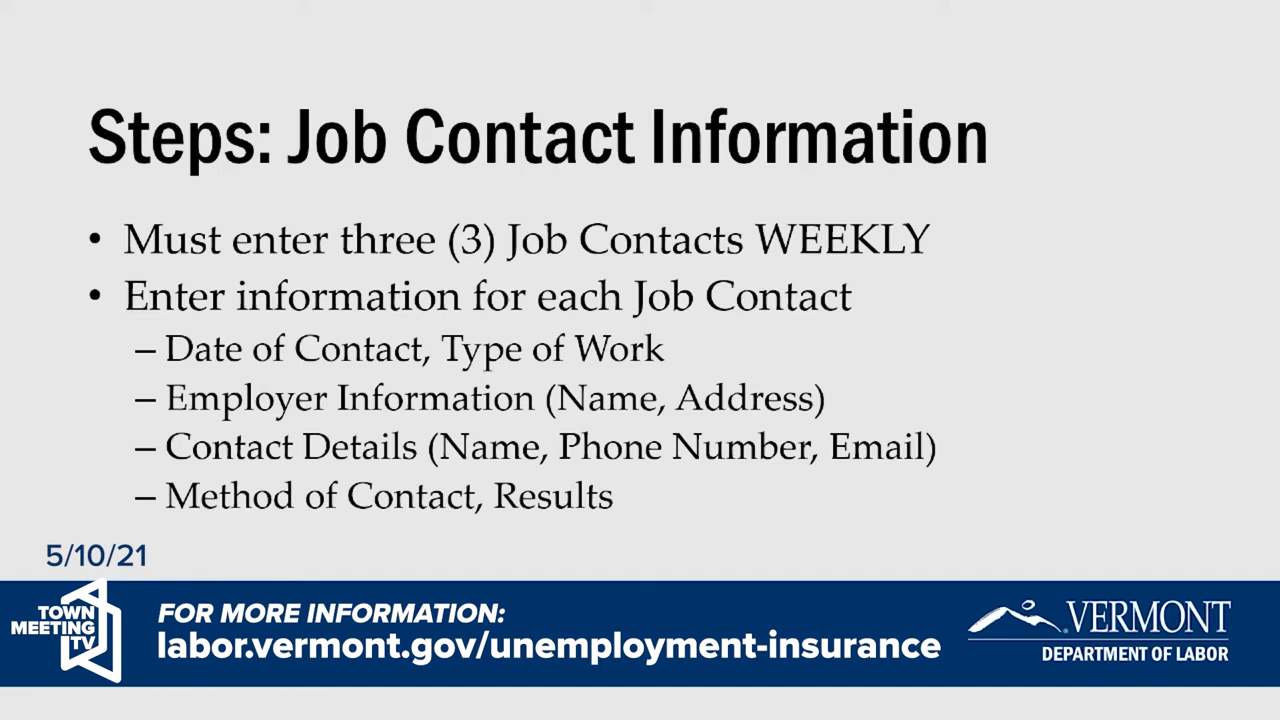 Steps: Job Contact Information
• Must enter three (3) Job Contacts WEEKLY
• Enter information for each Job Contact
– Date of Contact, Type of Work
– Employer Information (Name, Address)
– Contact Details (Name, Phone Number, Email)
– Method of Contact, Results
5/10/21
TOWN
MEETING
TV
FOR MORE INFORMATION:
labor.vermont.gov/unemployment-insurance
VERMONT
DEPARTMENT OF LABOR